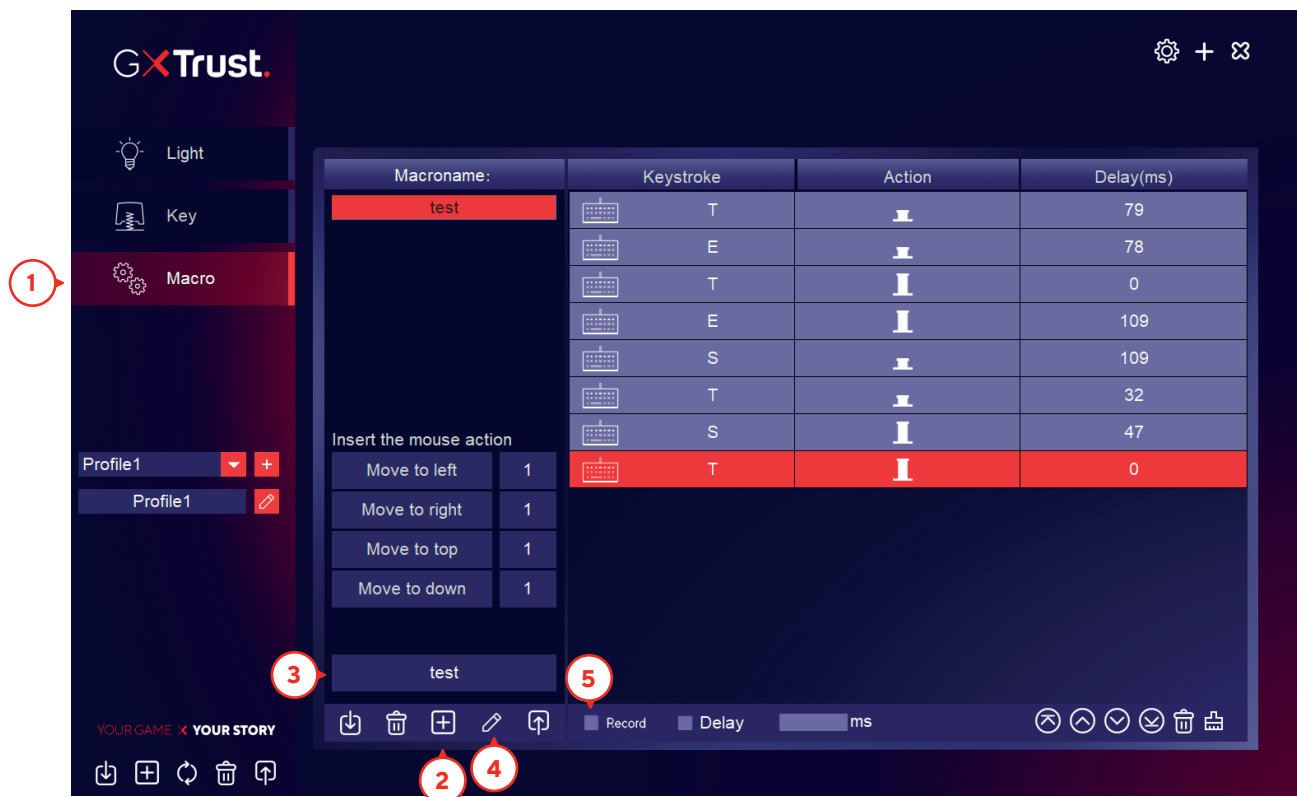 GXTrust.
Light
Key
1
Macro
Profile1
Profile1
YOUR GAME X YOUR STORY
Macroname:
test
Insert the mouse action
Move to left 1
Move to right 1
Move to top 1
Move to down 1
3
test
2
4
Keystroke Action Delay(ms)
T 79
E 78
T 0
E 109
S 109
T 32
S 47
T 0
5
Record Delay ms